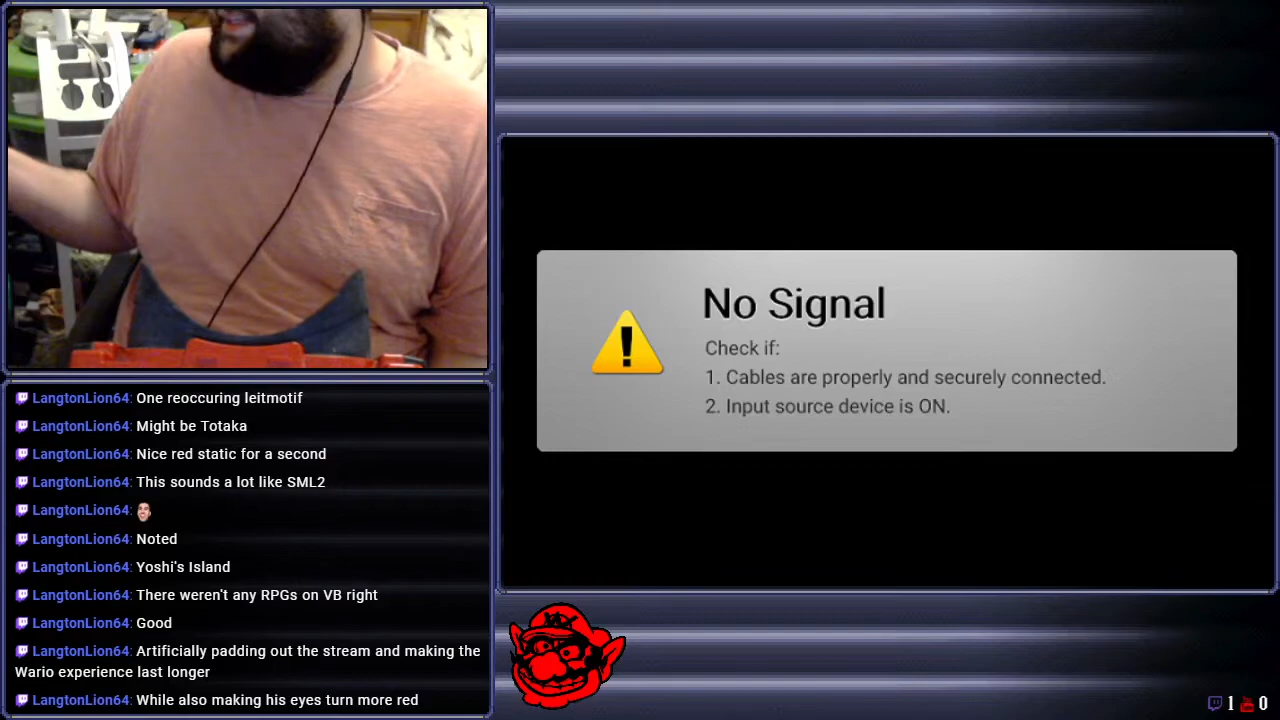 LangtonLion64: One reoccuring leitmotif
LangtonLion64: Might be Totaka
LangtonLion64: Nice red static for a second
LangtonLion64: This sounds a lot like SML2
LangtonLion64:
LangtonLion64: Noted
LangtonLion64: Yoshi's Island
LangtonLion64: There weren't any RPGs on VB right
LangtonLion64: Good
LangtonLion64: Artificially padding out the stream and making the
Wario experience last longer
LangtonLion64: While also making his eyes turn more red
No Signal
Check if:
1. Cables are properly and securely connected.
2. Input source device is ON.
1 0